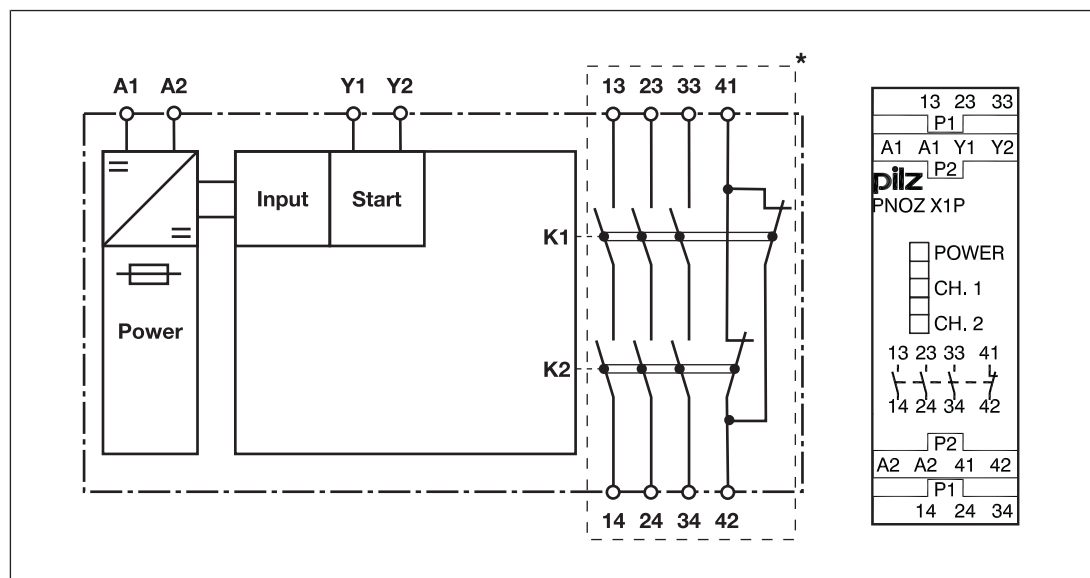 A1 A2 Y1 Y2 13 23 33 41 *
Input Start
K1
Power
K2
14 24 34 42
13 23 33
P1
A1 A1 Y1 Y2
P2
pilz
PNOZ X1P
POWER
CH. 1
CH. 2
13 23 33 41
14 24 34 42
P2
A2 A2 41 42
P1
14 24 34